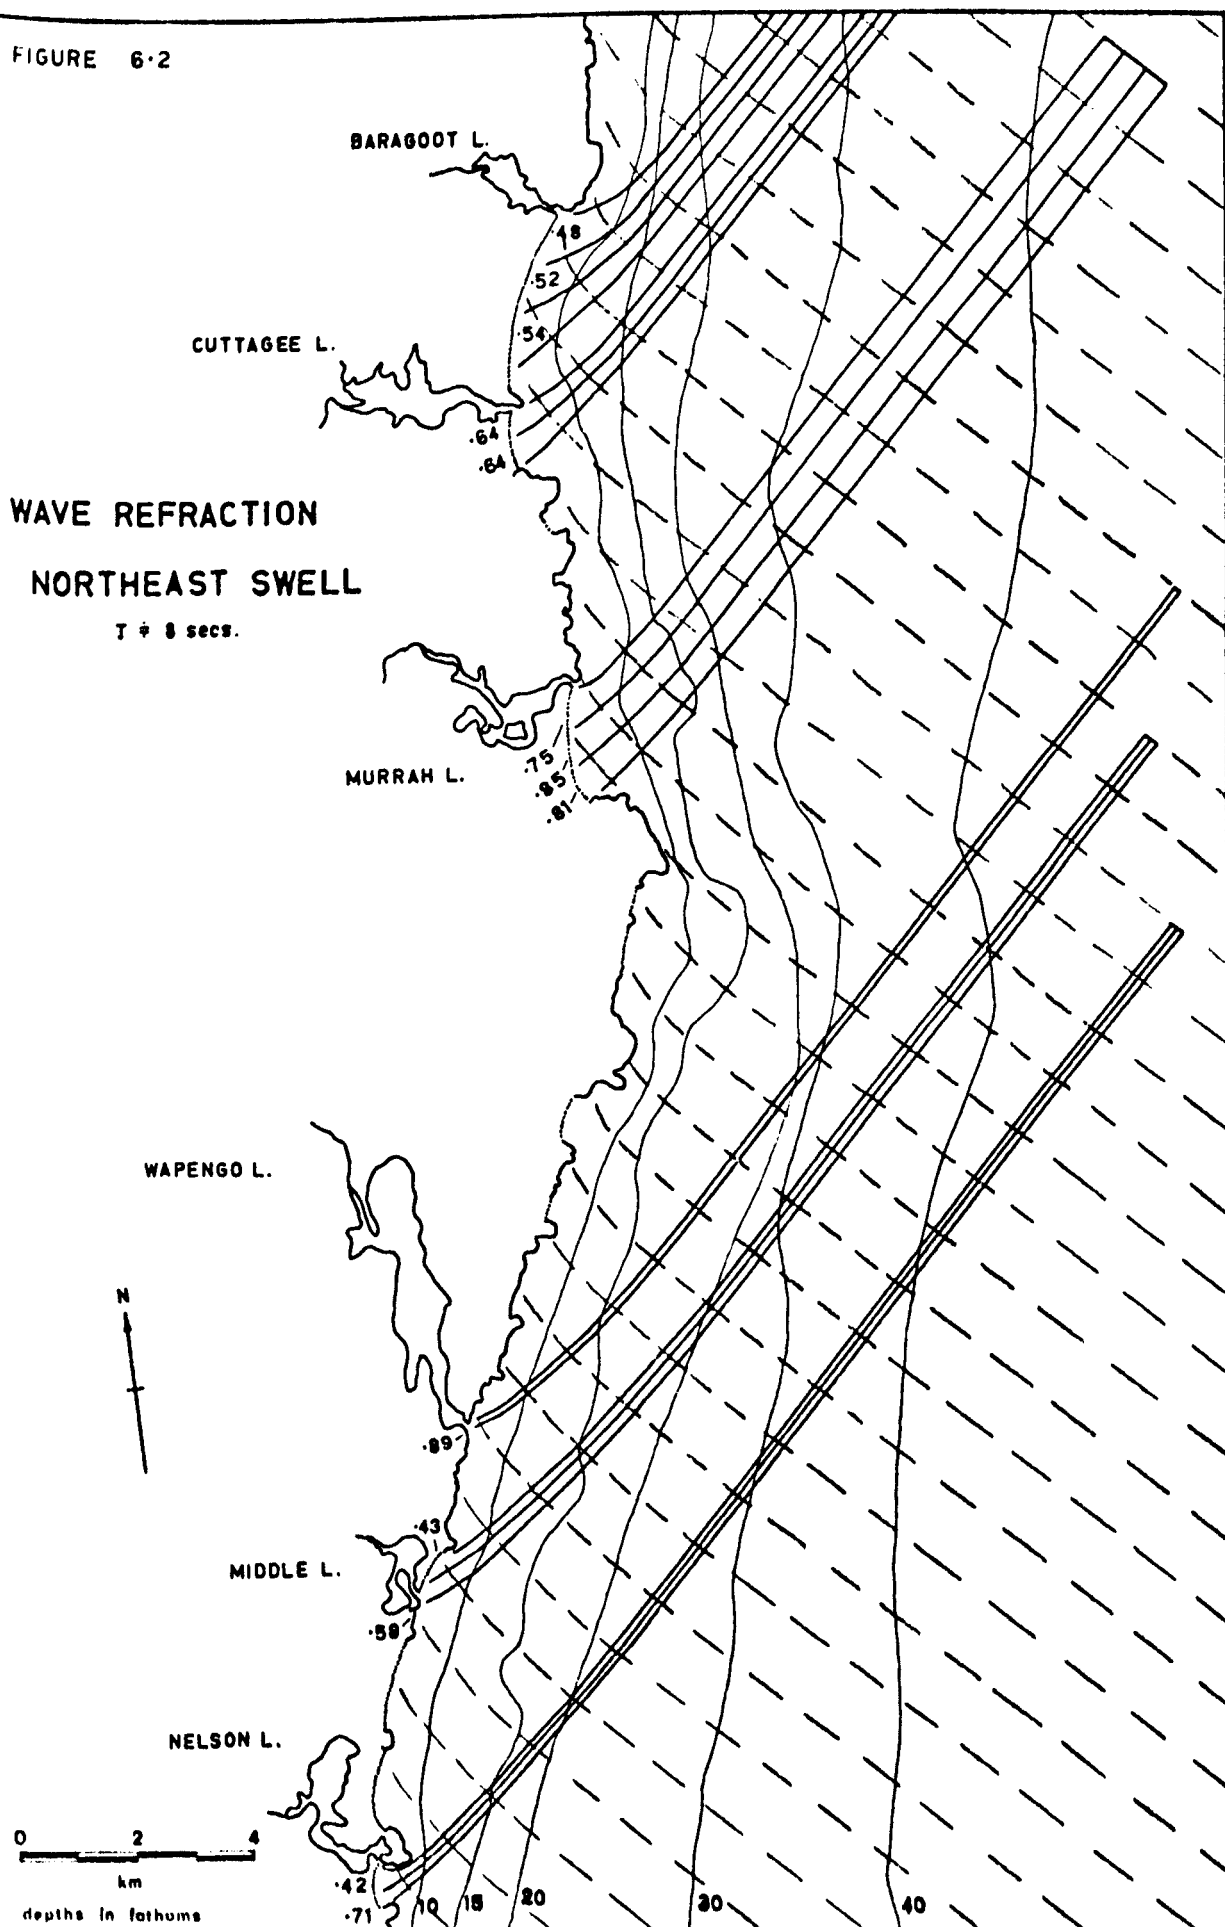 FIGURE 6·2
BARAGOOT L.
·48
·52
·54
CUTTAGEE L.
·64
·64
WAVE REFRACTION
NORTHEAST SWELL
T ≑ 8 secs.
·75
·85
·81
MURRAH L.
WAPENGO L.
N
·89
·43
MIDDLE L.
·58
NELSON L.
0 2 4
km
depths in fathoms
·42
·71
10 15 20 30 40